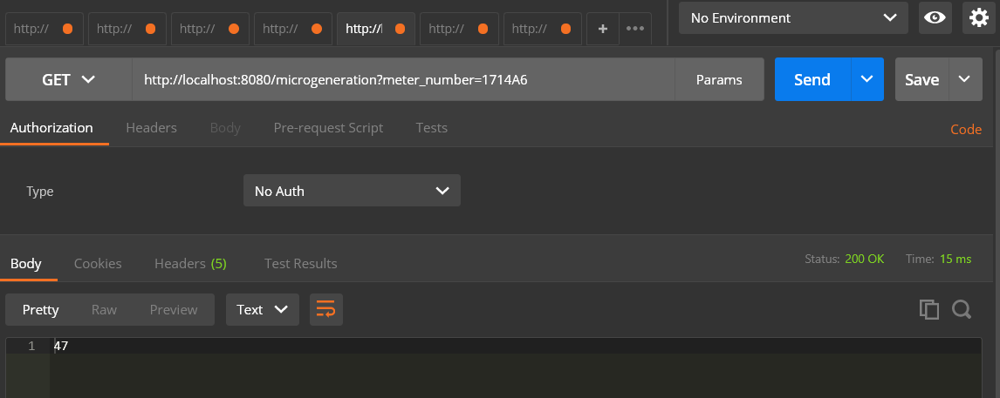 http:// http:// http:// http:// http:// http:// http:// No Environment
GET http://localhost:8080/microgeneration?meter_number=1714A6 Params Send Save
Authorization Headers Body Pre-request Script Tests Code
Type No Auth
Body Cookies Headers (5) Test Results Status: 200 OK Time: 15 ms
Pretty Raw Preview Text
1 47